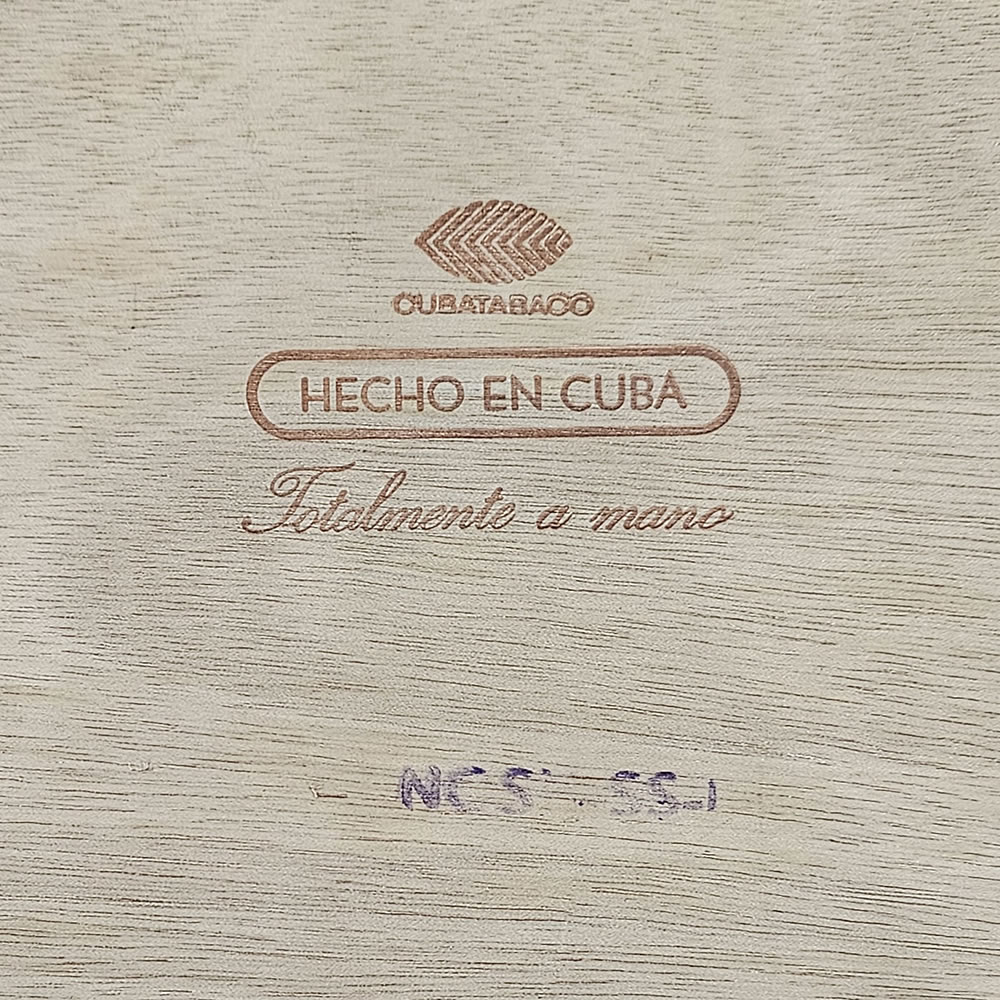 CUBATABACO
HECHO EN CUBA
Totalmente a mano